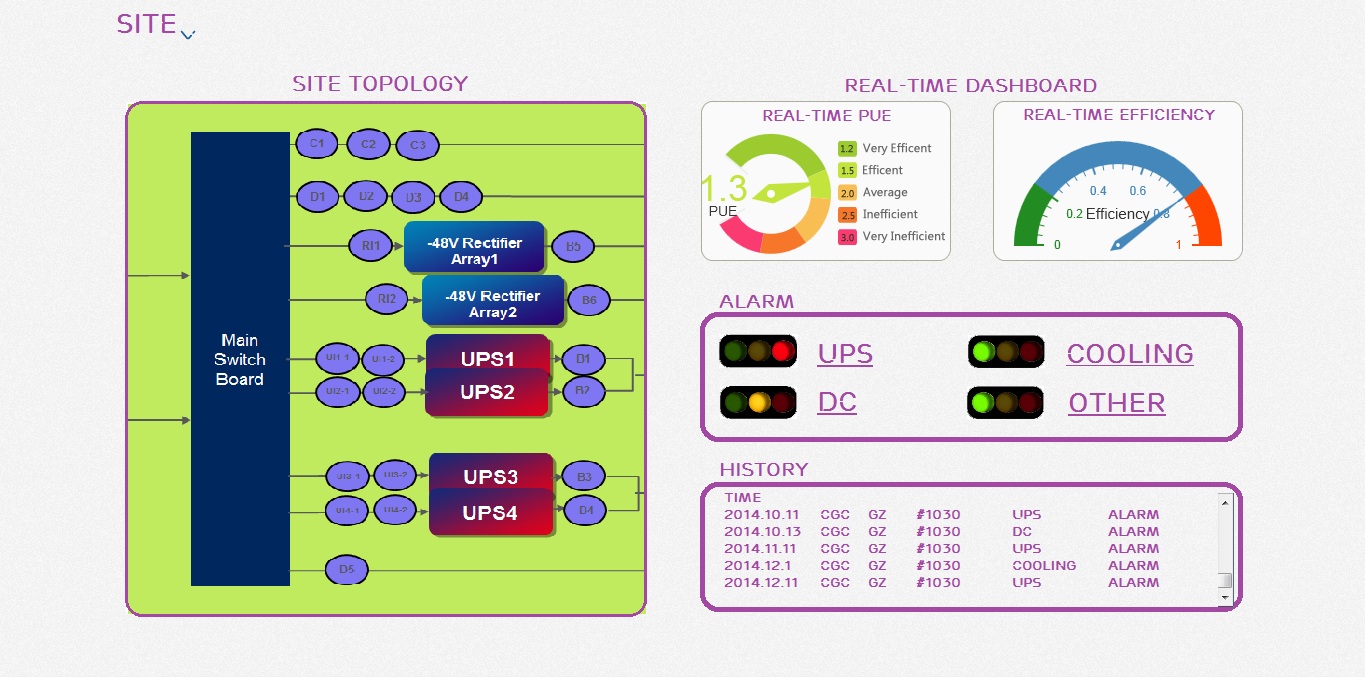 SITE
SITE TOPOLOGY
C1 C2 C3
D1 D2 D3 D4
RI1 -48V Rectifier B5
Array1
RI2 -48V Rectifier B6
Array2
Main
Switch
Board
UI1-1 UI1-2 UPS1 B1
UI2-1 UI2-2 UPS2 B2
UI3-2 UPS3 B3
UI4-1 UI4-2 UPS4
D5
REAL-TIME DASHBOARD
REAL-TIME PUE
1.3
PUE
1.2 Very Efficent
1.5 Efficent
2.0 Average
2.5 Inefficient
3.0 Very Inefficient
REAL-TIME EFFICIENCY
0.4 0.6
0.2 Efficiency 0.8
0 1
ALARM
UPS COOLING
DC OTHER
HISTORY
TIME
2014.10.11 CGC GZ #1030 UPS ALARM
2014.10.13 CGC GZ #1030 DC ALARM
2014.11.11 CGC GZ #1030 UPS ALARM
2014.12.1 CGC GZ #1030 COOLING ALARM
2014.12.11 CGC GZ #1030 UPS ALARM